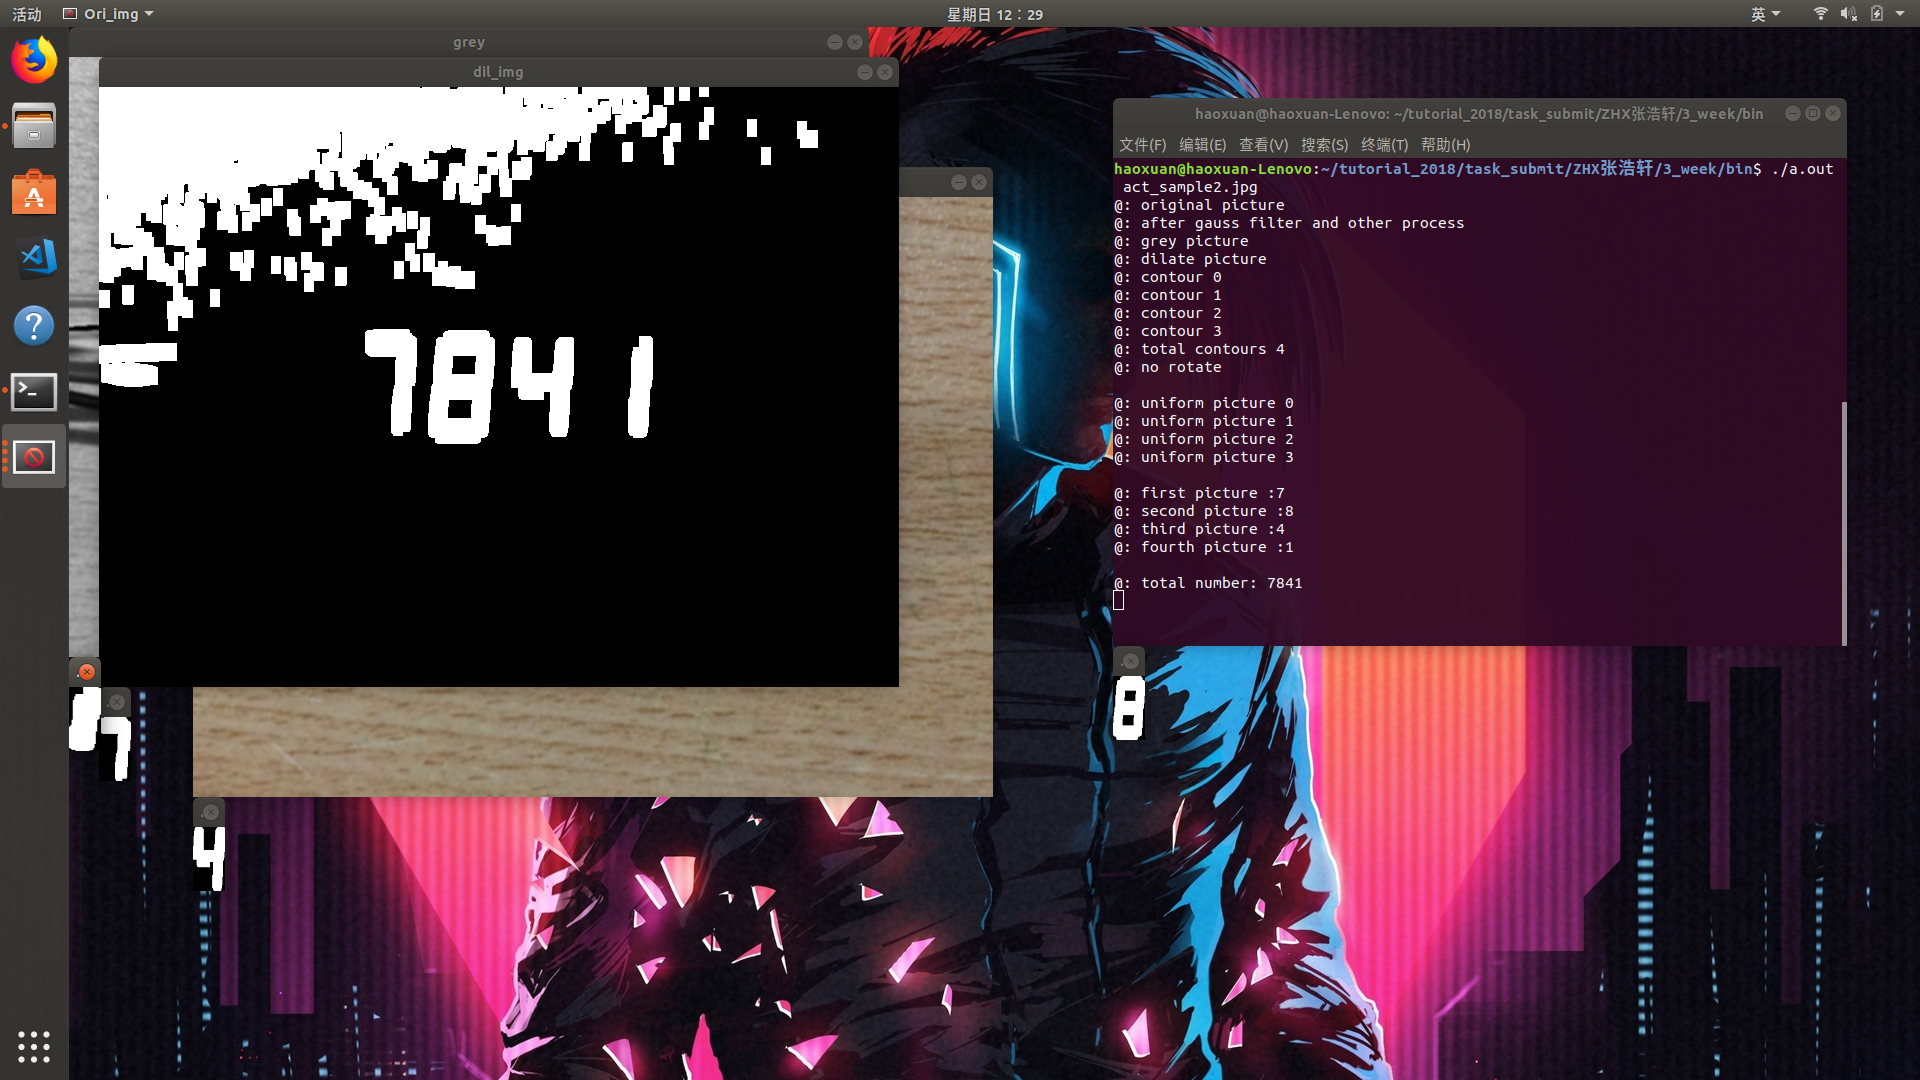 活动 Ori_img 星期日 12：29 英
grey
dil_img
7841
7
4
8
haoxuan@haoxuan-Lenovo: ~/tutorial_2018/task_submit/ZHX张浩轩/3_week/bin
文件(F) 编辑(E) 查看(V) 搜索(S) 终端(T) 帮助(H)
haoxuan@haoxuan-Lenovo:~/tutorial_2018/task_submit/ZHX张浩轩/3_week/bin$ ./a.out
act_sample2.jpg
@: original picture
@: after gauss filter and other process
@: grey picture
@: dilate picture
@: contour 0
@: contour 1
@: contour 2
@: contour 3
@: total contours 4
@: no rotate
@: uniform picture 0
@: uniform picture 1
@: uniform picture 2
@: uniform picture 3
@: first picture :7
@: second picture :8
@: third picture :4
@: fourth picture :1
@: total number: 7841